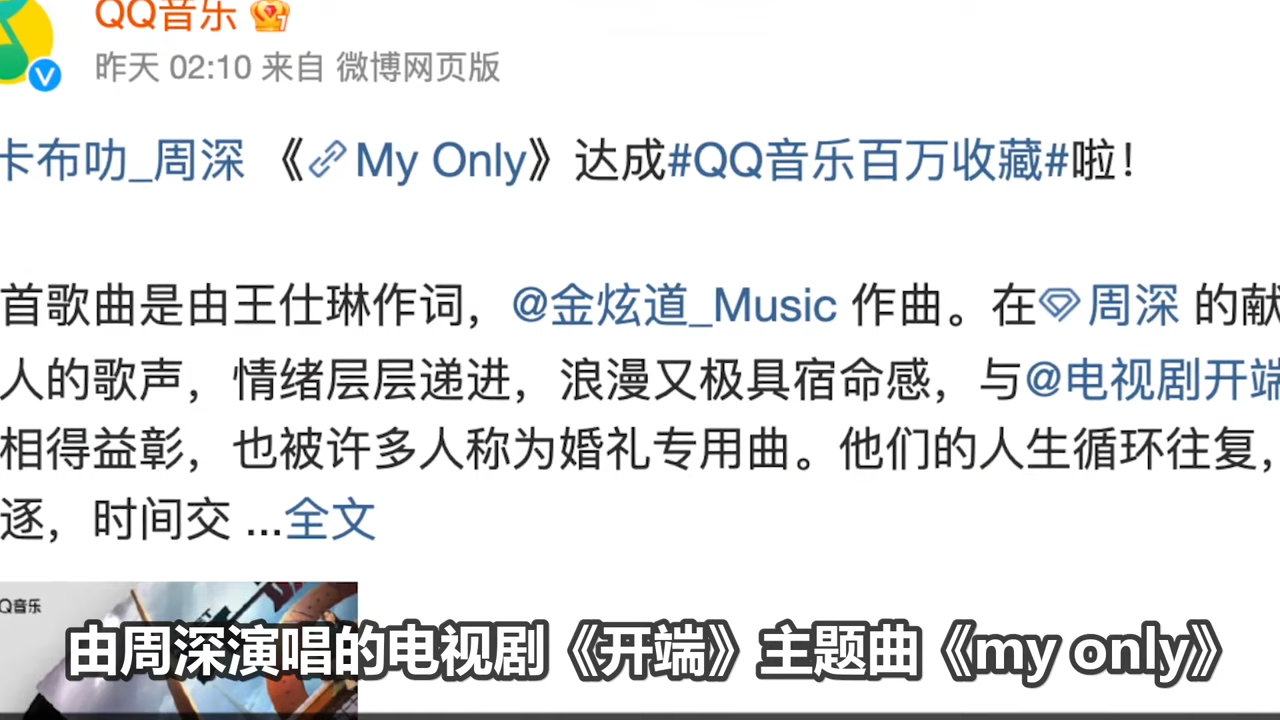 QQ音乐
昨天 02:10 来自 微博网页版
卡布叻_周深 《My Only》达成#QQ音乐百万收藏#啦！
首歌曲是由王仕琳作词，@金炫道_Music 作曲。在周深 的献
人的歌声，情绪层层递进，浪漫又极具宿命感，与@电视剧开端
相得益彰，也被许多人称为婚礼专用曲。他们的人生循环往复，
逐，时间交 ...全文
Q音乐
由周深演唱的电视剧《开端》主题曲《my only》